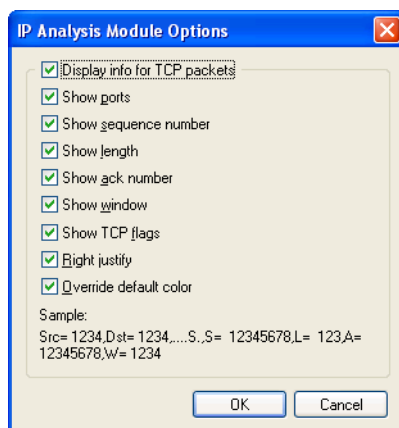 IP Analysis Module Options
Display info for TCP packets
Show ports
Show sequence number
Show length
Show ack number
Show window
Show TCP flags
Right justify
Override default color
Sample:
Src= 1234,Dst= 1234,....S.,S= 12345678,L= 123,A=
12345678,W= 1234
OK
Cancel